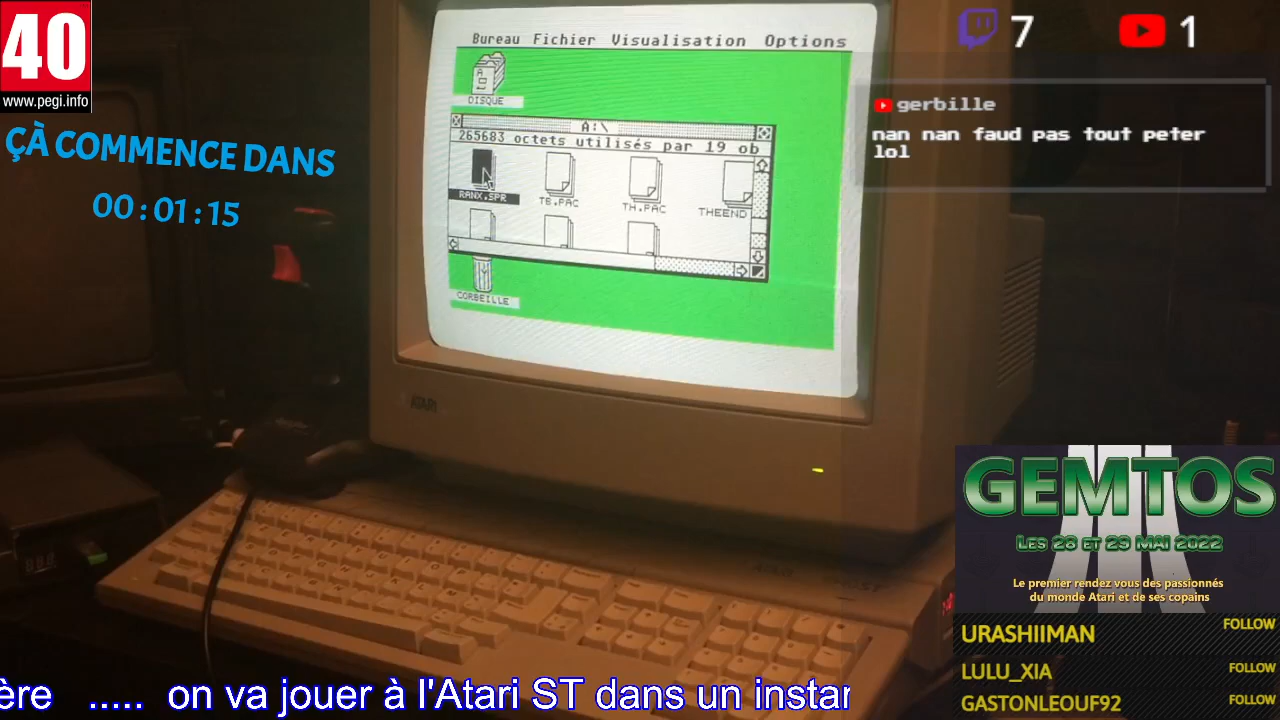 40
www.pegi.info
ÇÀ COMMENCE DANS
00 : 01 : 15
Bureau Fichier Visualisation Options
DISQUE
A:\
265683 octets utilisés par 19 ob
RANX.SPR
TB.PAC
TH.PAC
THEEND
CORBEILLE
ATARI
7
1
gerbille
nan nan faud pas tout peter
lol
GEMTOS
LES 28 ET 29 MAI 2022
Le premier rendez vous des passionnés
du monde Atari et de ses copains
URASHIIMAN FOLLOW
LULU_XIA FOLLOW
GASTONLEOUF92 FOLLOW
ère ..... on va jouer à l'Atari ST dans un instan